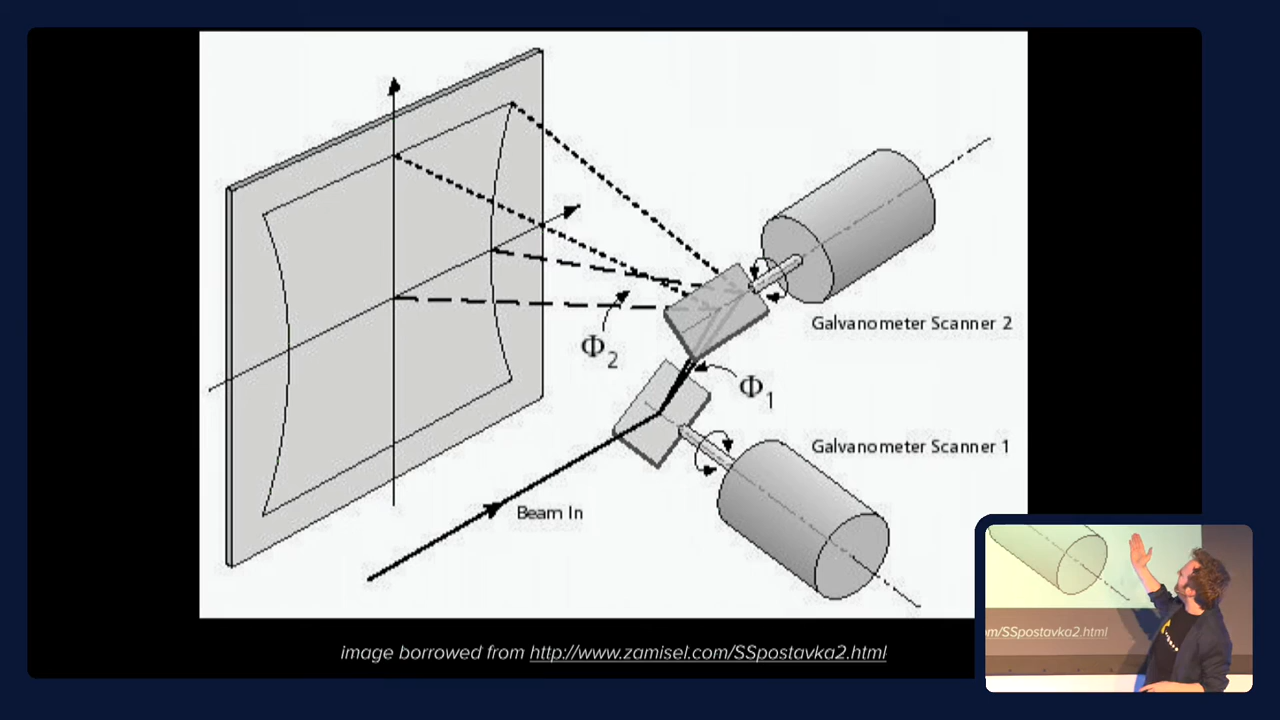 Galvanometer Scanner 2
Φ2
Φ1
Galvanometer Scanner 1
Beam In
image borrowed from http://www.zamisel.com/SSpostavka2.html
om/SSpostavka2.html